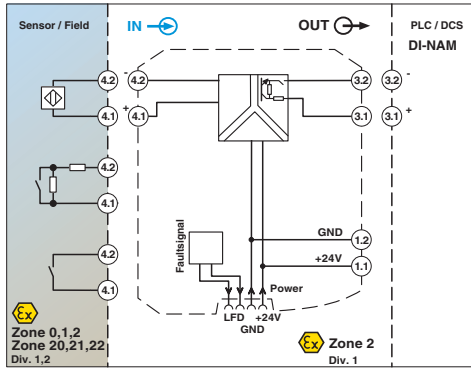 Sensor / Field
IN
OUT
PLC / DCS
DI-NAM
4.2 - 4.2 3.2 3.2 -
4.1 + 4.1 3.1 3.1 +
4.2
4.1
4.2
4.1
Faultsignal
GND 1.2
+24V 1.1
Power
LFD +24V
GND
Ex
Zone 0,1,2
Zone 20,21,22
Div. 1,2
Ex Zone 2
Div. 1